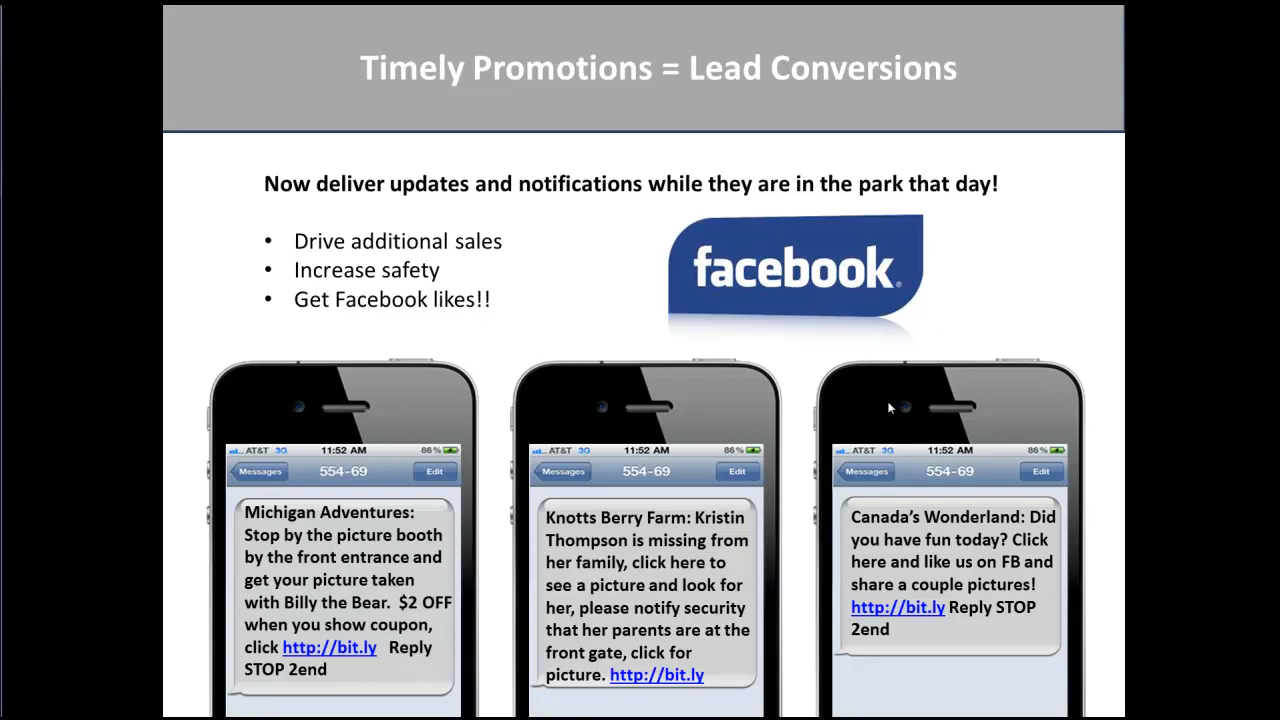 Timely Promotions = Lead Conversions
Now deliver updates and notifications while they are in the park that day!
• Drive additional sales
• Increase safety
• Get Facebook likes!!
facebook®
AT&T 3G 11:52 AM 86%
Messages 554-69 Edit
Michigan Adventures:
Stop by the picture booth
by the front entrance and
get your picture taken
with Billy the Bear. $2 OFF
when you show coupon,
click http://bit.ly Reply
STOP 2end
AT&T 3G 11:52 AM 86%
Messages 554-69 Edit
Knotts Berry Farm: Kristin
Thompson is missing from
her family, click here to
see a picture and look for
her, please notify security
that her parents are at the
front gate, click for
picture. http://bit.ly
AT&T 3G 11:52 AM 86%
Messages 554-69 Edit
Canada’s Wonderland: Did
you have fun today? Click
here and like us on FB and
share a couple pictures!
http://bit.ly Reply STOP
2end